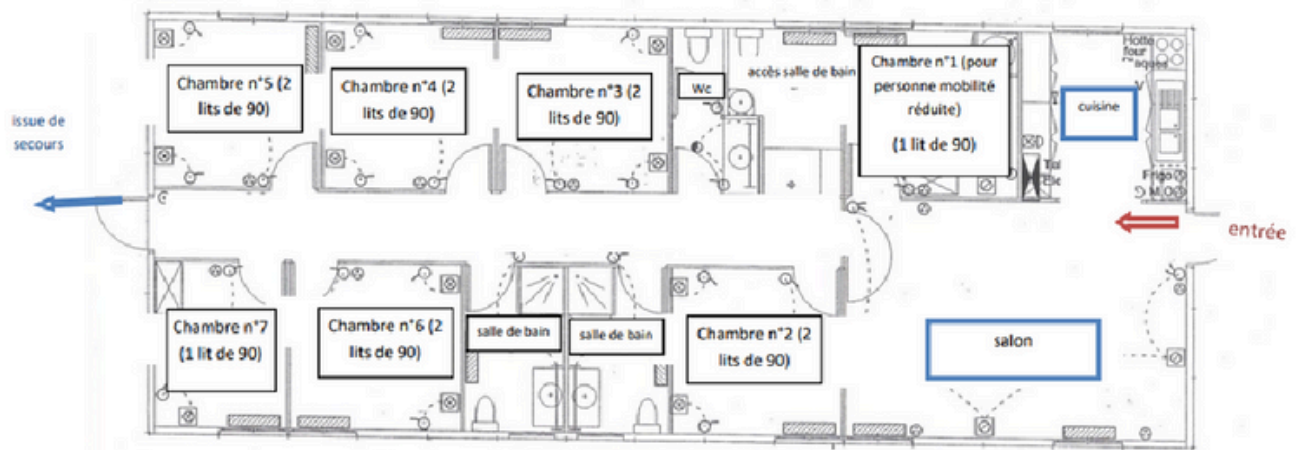 Chambre n°5 (2
lits de 90)
Chambre n°4 (2
lits de 90)
Chambre n°3 (2
lits de 90)
Wc
accès salle de bain
Chambre n°1 (pour
personne mobilité
réduite)
(1 lit de 90)
Hotte
four
cuisine
Frigo
issue de
secours
entrée
Chambre n°7
(1 lit de 90)
Chambre n°6 (2
lits de 90)
salle de bain
salle de bain
Chambre n°2 (2
lits de 90)
salon